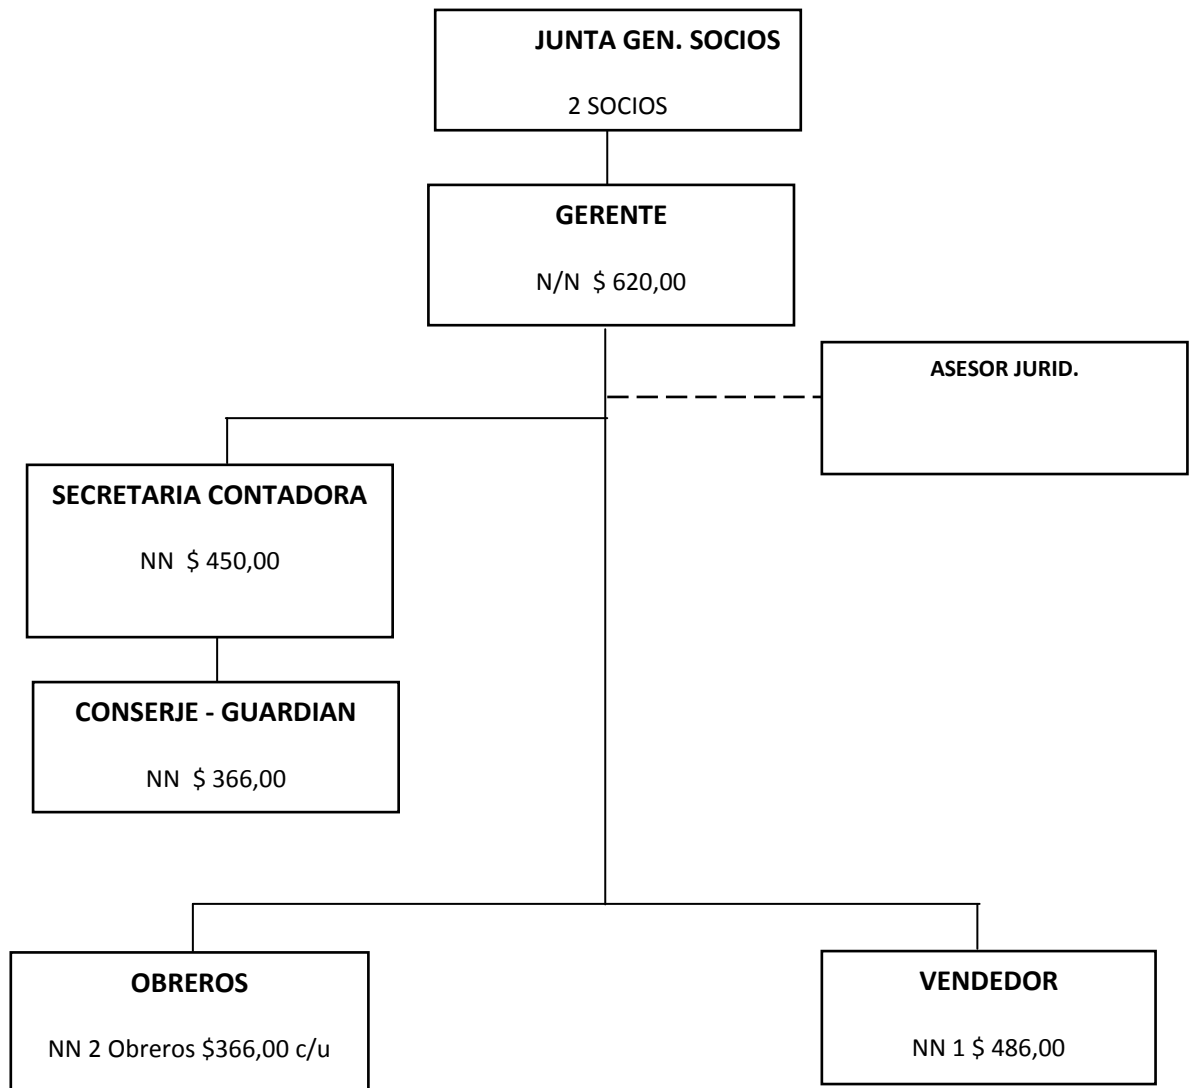 JUNTA GEN. SOCIOS
2 SOCIOS
GERENTE
N/N $ 620,00
ASESOR JURID.
SECRETARIA CONTADORA
NN $ 450,00
CONSERJE - GUARDIAN
NN $ 366,00
OBREROS
NN 2 Obreros $366,00 c/u
VENDEDOR
NN 1 $ 486,00